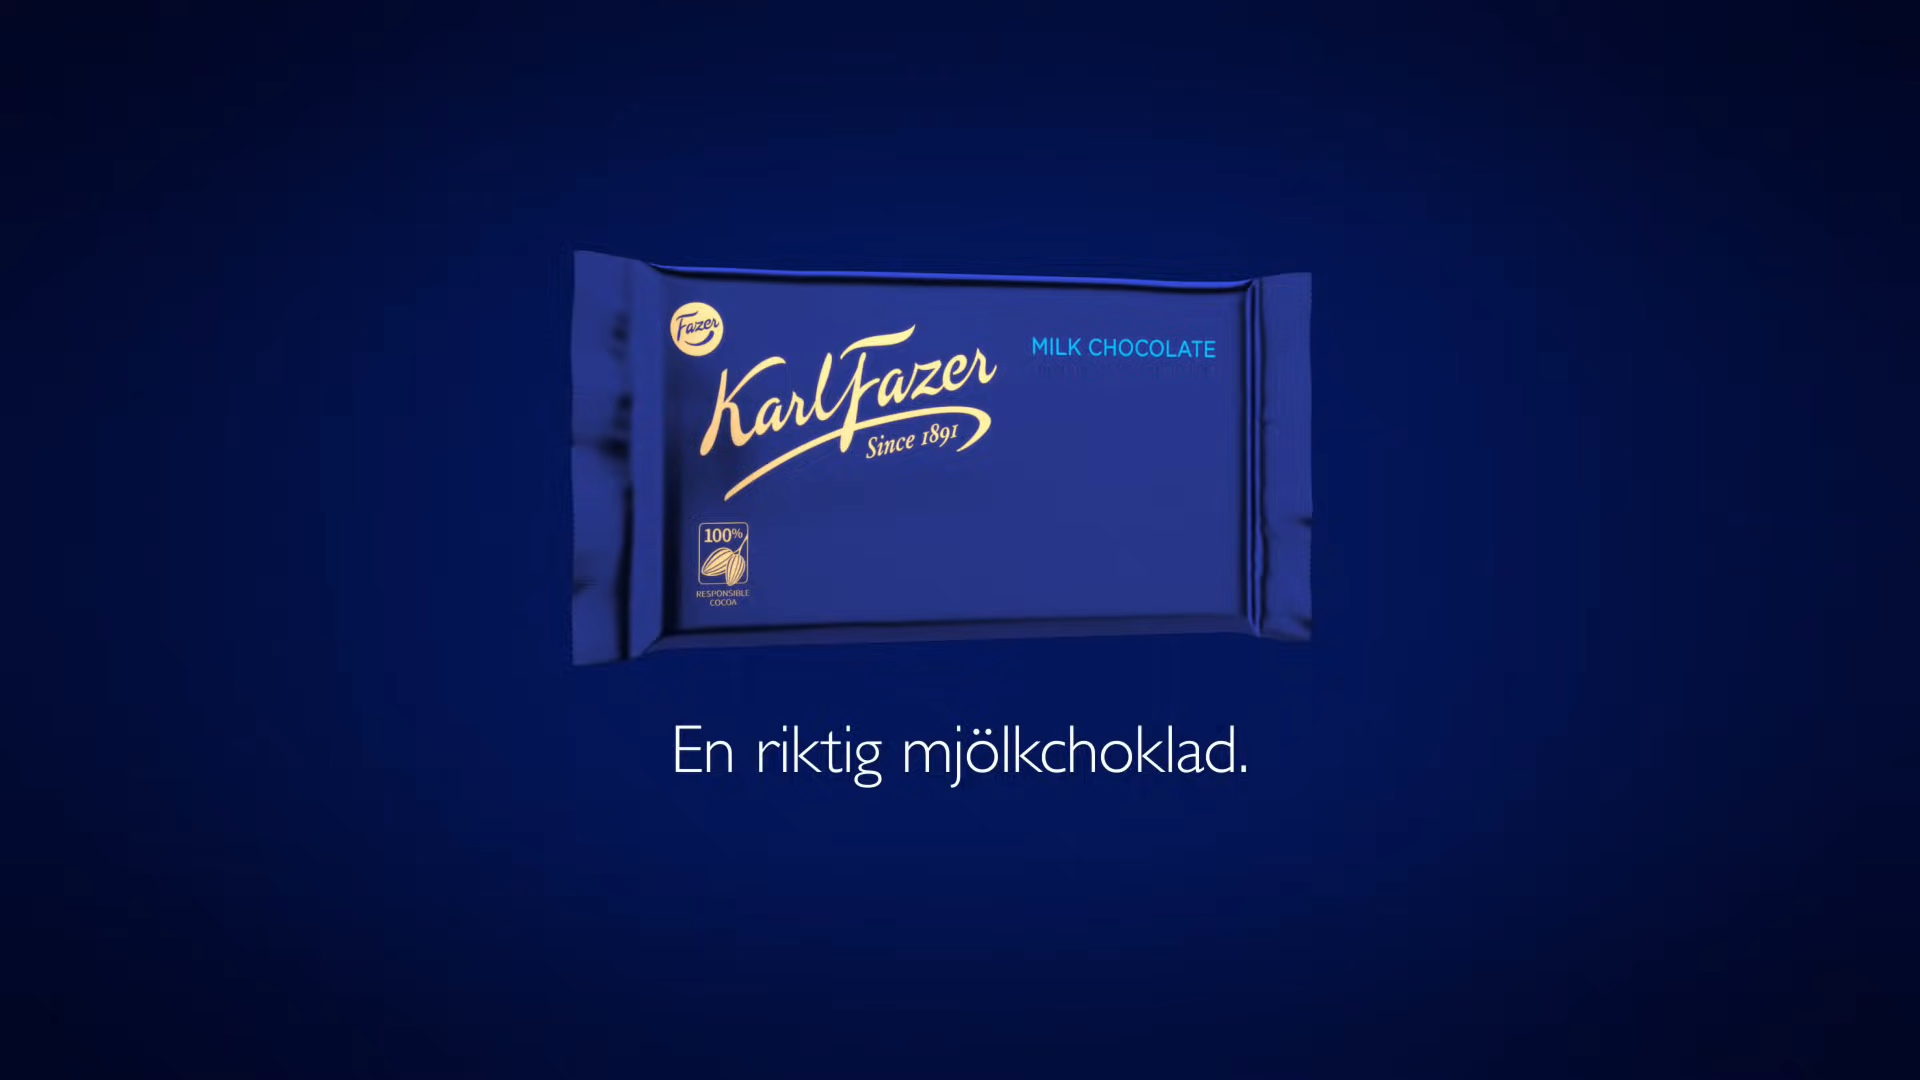 Fazer
Karl Fazer
Since 1891
MILK CHOCOLATE
100%
RESPONSIBLE
COCOA
En riktig mjölkchoklad.